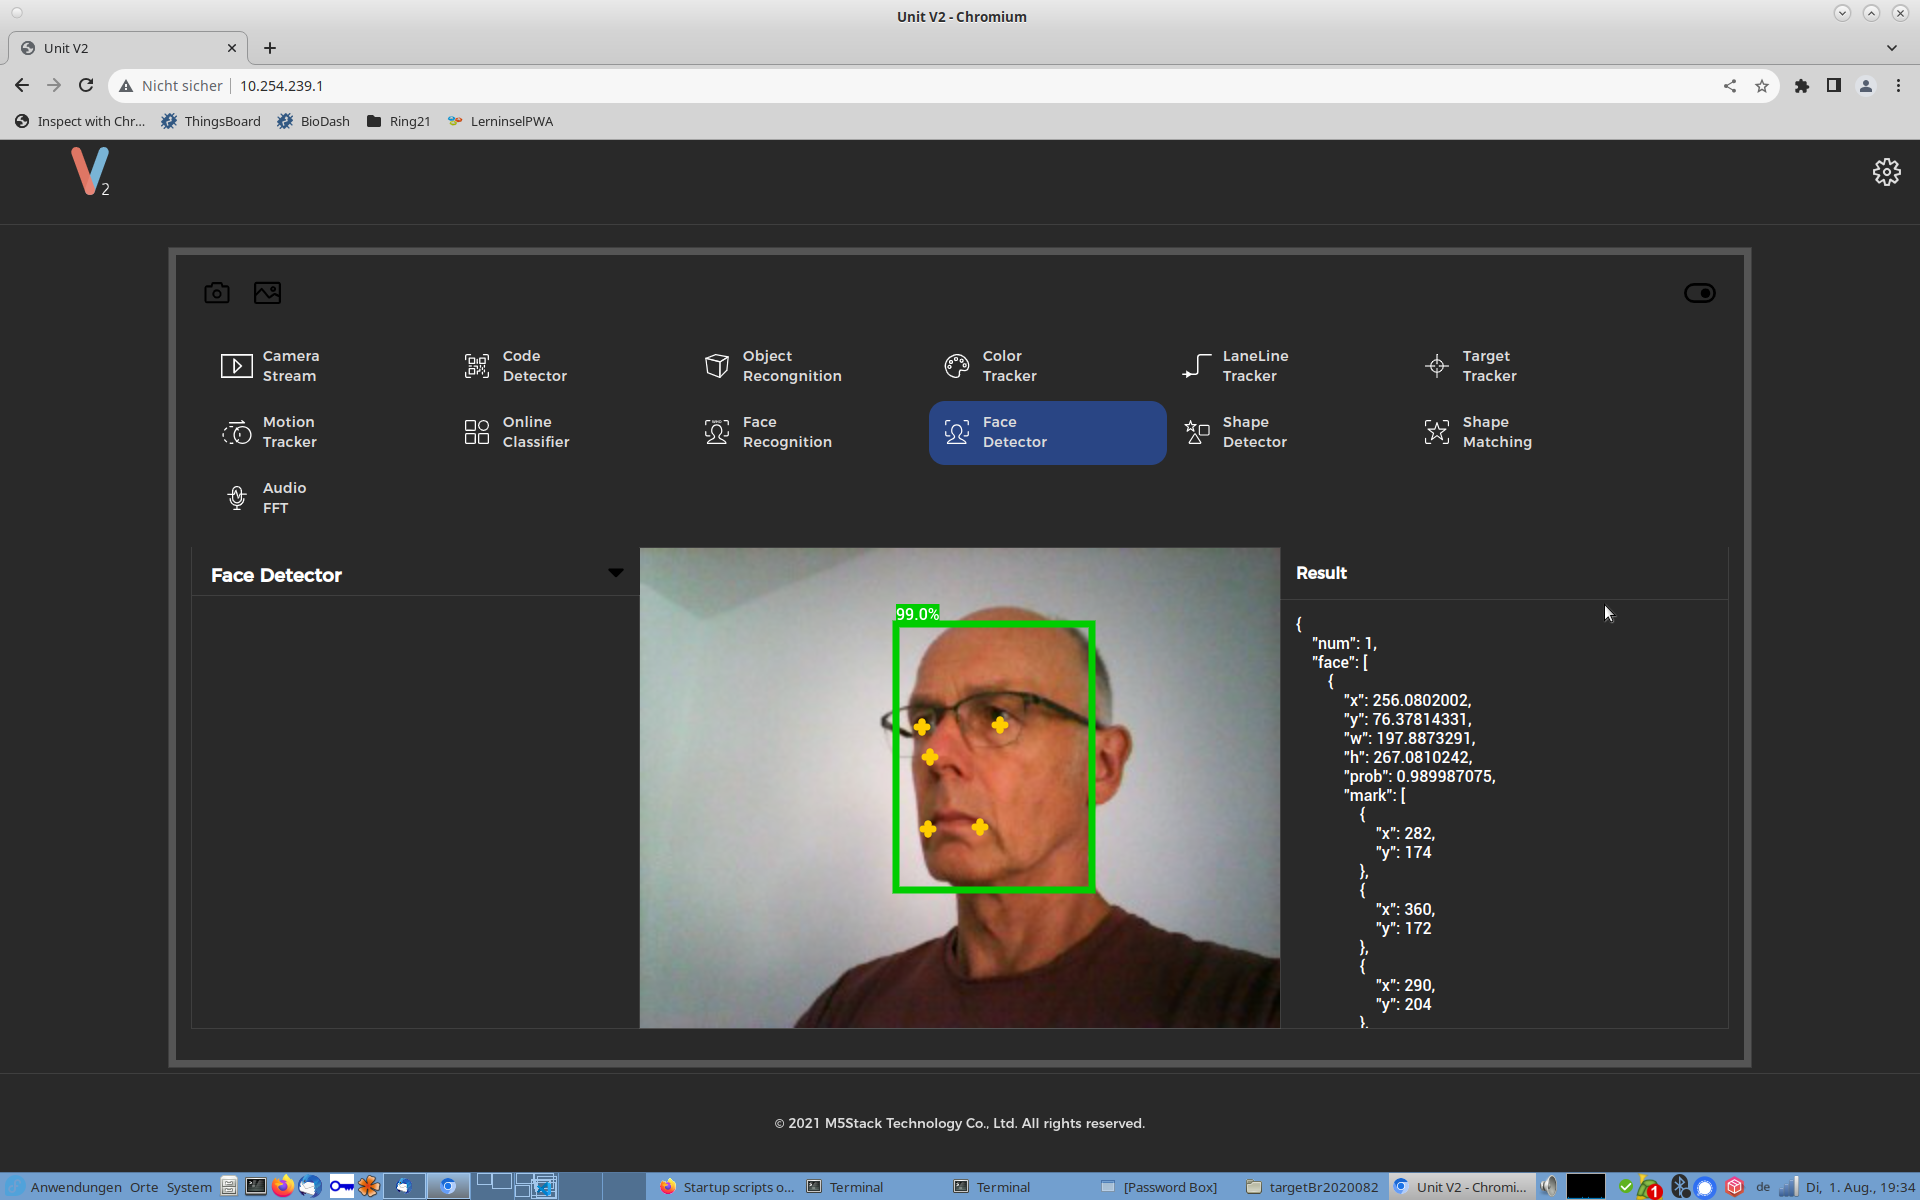 Unit V2 - Chromium
Unit V2
Nicht sicher 10.254.239.1
Inspect with Chr... ThingsBoard BioDash Ring21 LerninselPWA
V2
Camera Stream
Code Detector
Object Recongnition
Color Tracker
LaneLine Tracker
Target Tracker
Motion Tracker
Online Classifier
Face Recognition
Face Detector
Shape Detector
Shape Matching
Audio FFT
Face Detector
99.0%
Result
{
"num": 1,
"face": [
{
"x": 256.0802002,
"y": 76.37814331,
"w": 197.8873291,
"h": 267.0810242,
"prob": 0.989987075,
"mark": [
{
"x": 282,
"y": 174
},
{
"x": 360,
"y": 172
},
{
"x": 290,
"y": 204
},
© 2021 M5Stack Technology Co., Ltd. All rights reserved.
Anwendungen Orte System Startup scripts o... Terminal Terminal [Password Box] targetBr2020082 Unit V2 - Chromi... 1 de Di, 1. Aug., 19:34